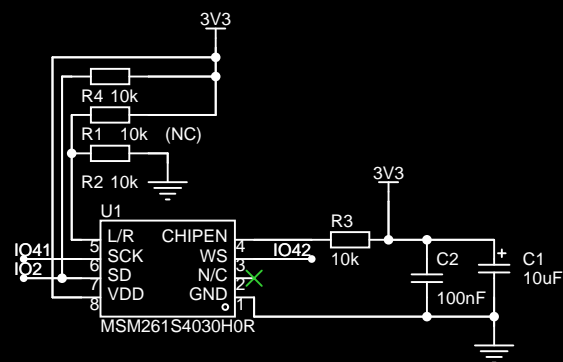 3V3
R4 10k
R1 10k (NC)
R2 10k
3V3
U1
R3
10k
L/R CHIPEN
IO41 5 4 IO42
SCK WS
IO2 6 3
SD N/C
7 2
VDD GND
8 1
MSM261S4030H0R
C2
100nF
+
C1
10uF